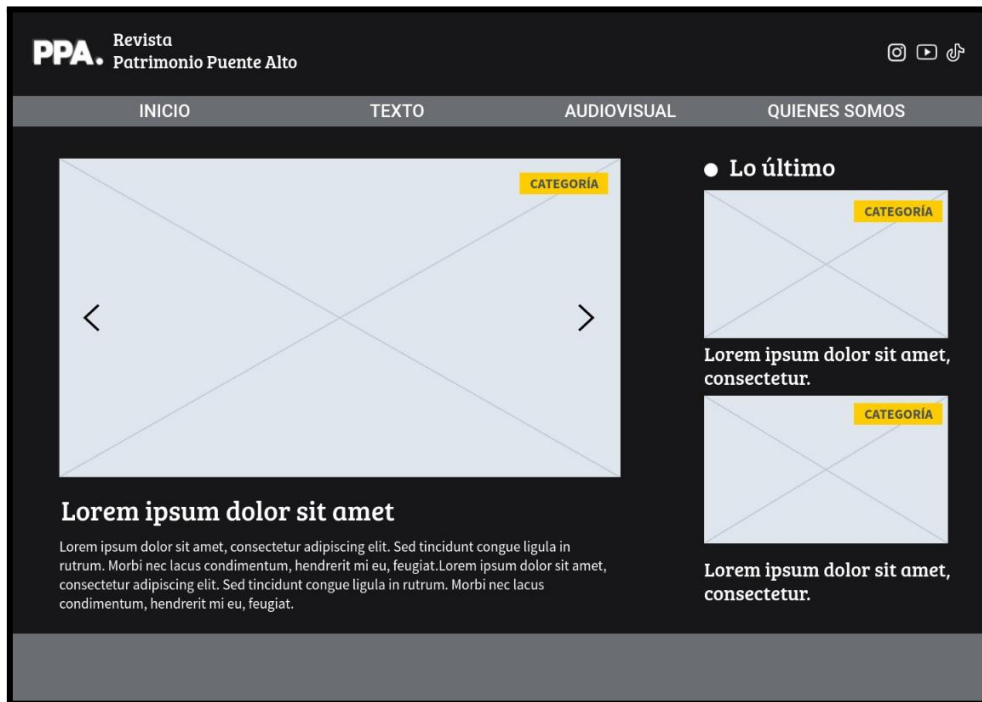 PPA.
Revista
Patrimonio Puente Alto
INICIO
TEXTO
AUDIOVISUAL
QUIENES SOMOS
CATEGORÍA
Lorem ipsum dolor sit amet
Lorem ipsum dolor sit amet, consectetur adipiscing elit. Sed tincidunt congue ligula in
rutrum. Morbi nec lacus condimentum, hendrerit mi eu, feugiat.Lorem ipsum dolor sit amet,
consectetur adipiscing elit. Sed tincidunt congue ligula in rutrum. Morbi nec lacus
condimentum, hendrerit mi eu, feugiat.
Lo último
CATEGORÍA
Lorem ipsum dolor sit amet,
consectetur.
CATEGORÍA
Lorem ipsum dolor sit amet,
consectetur.